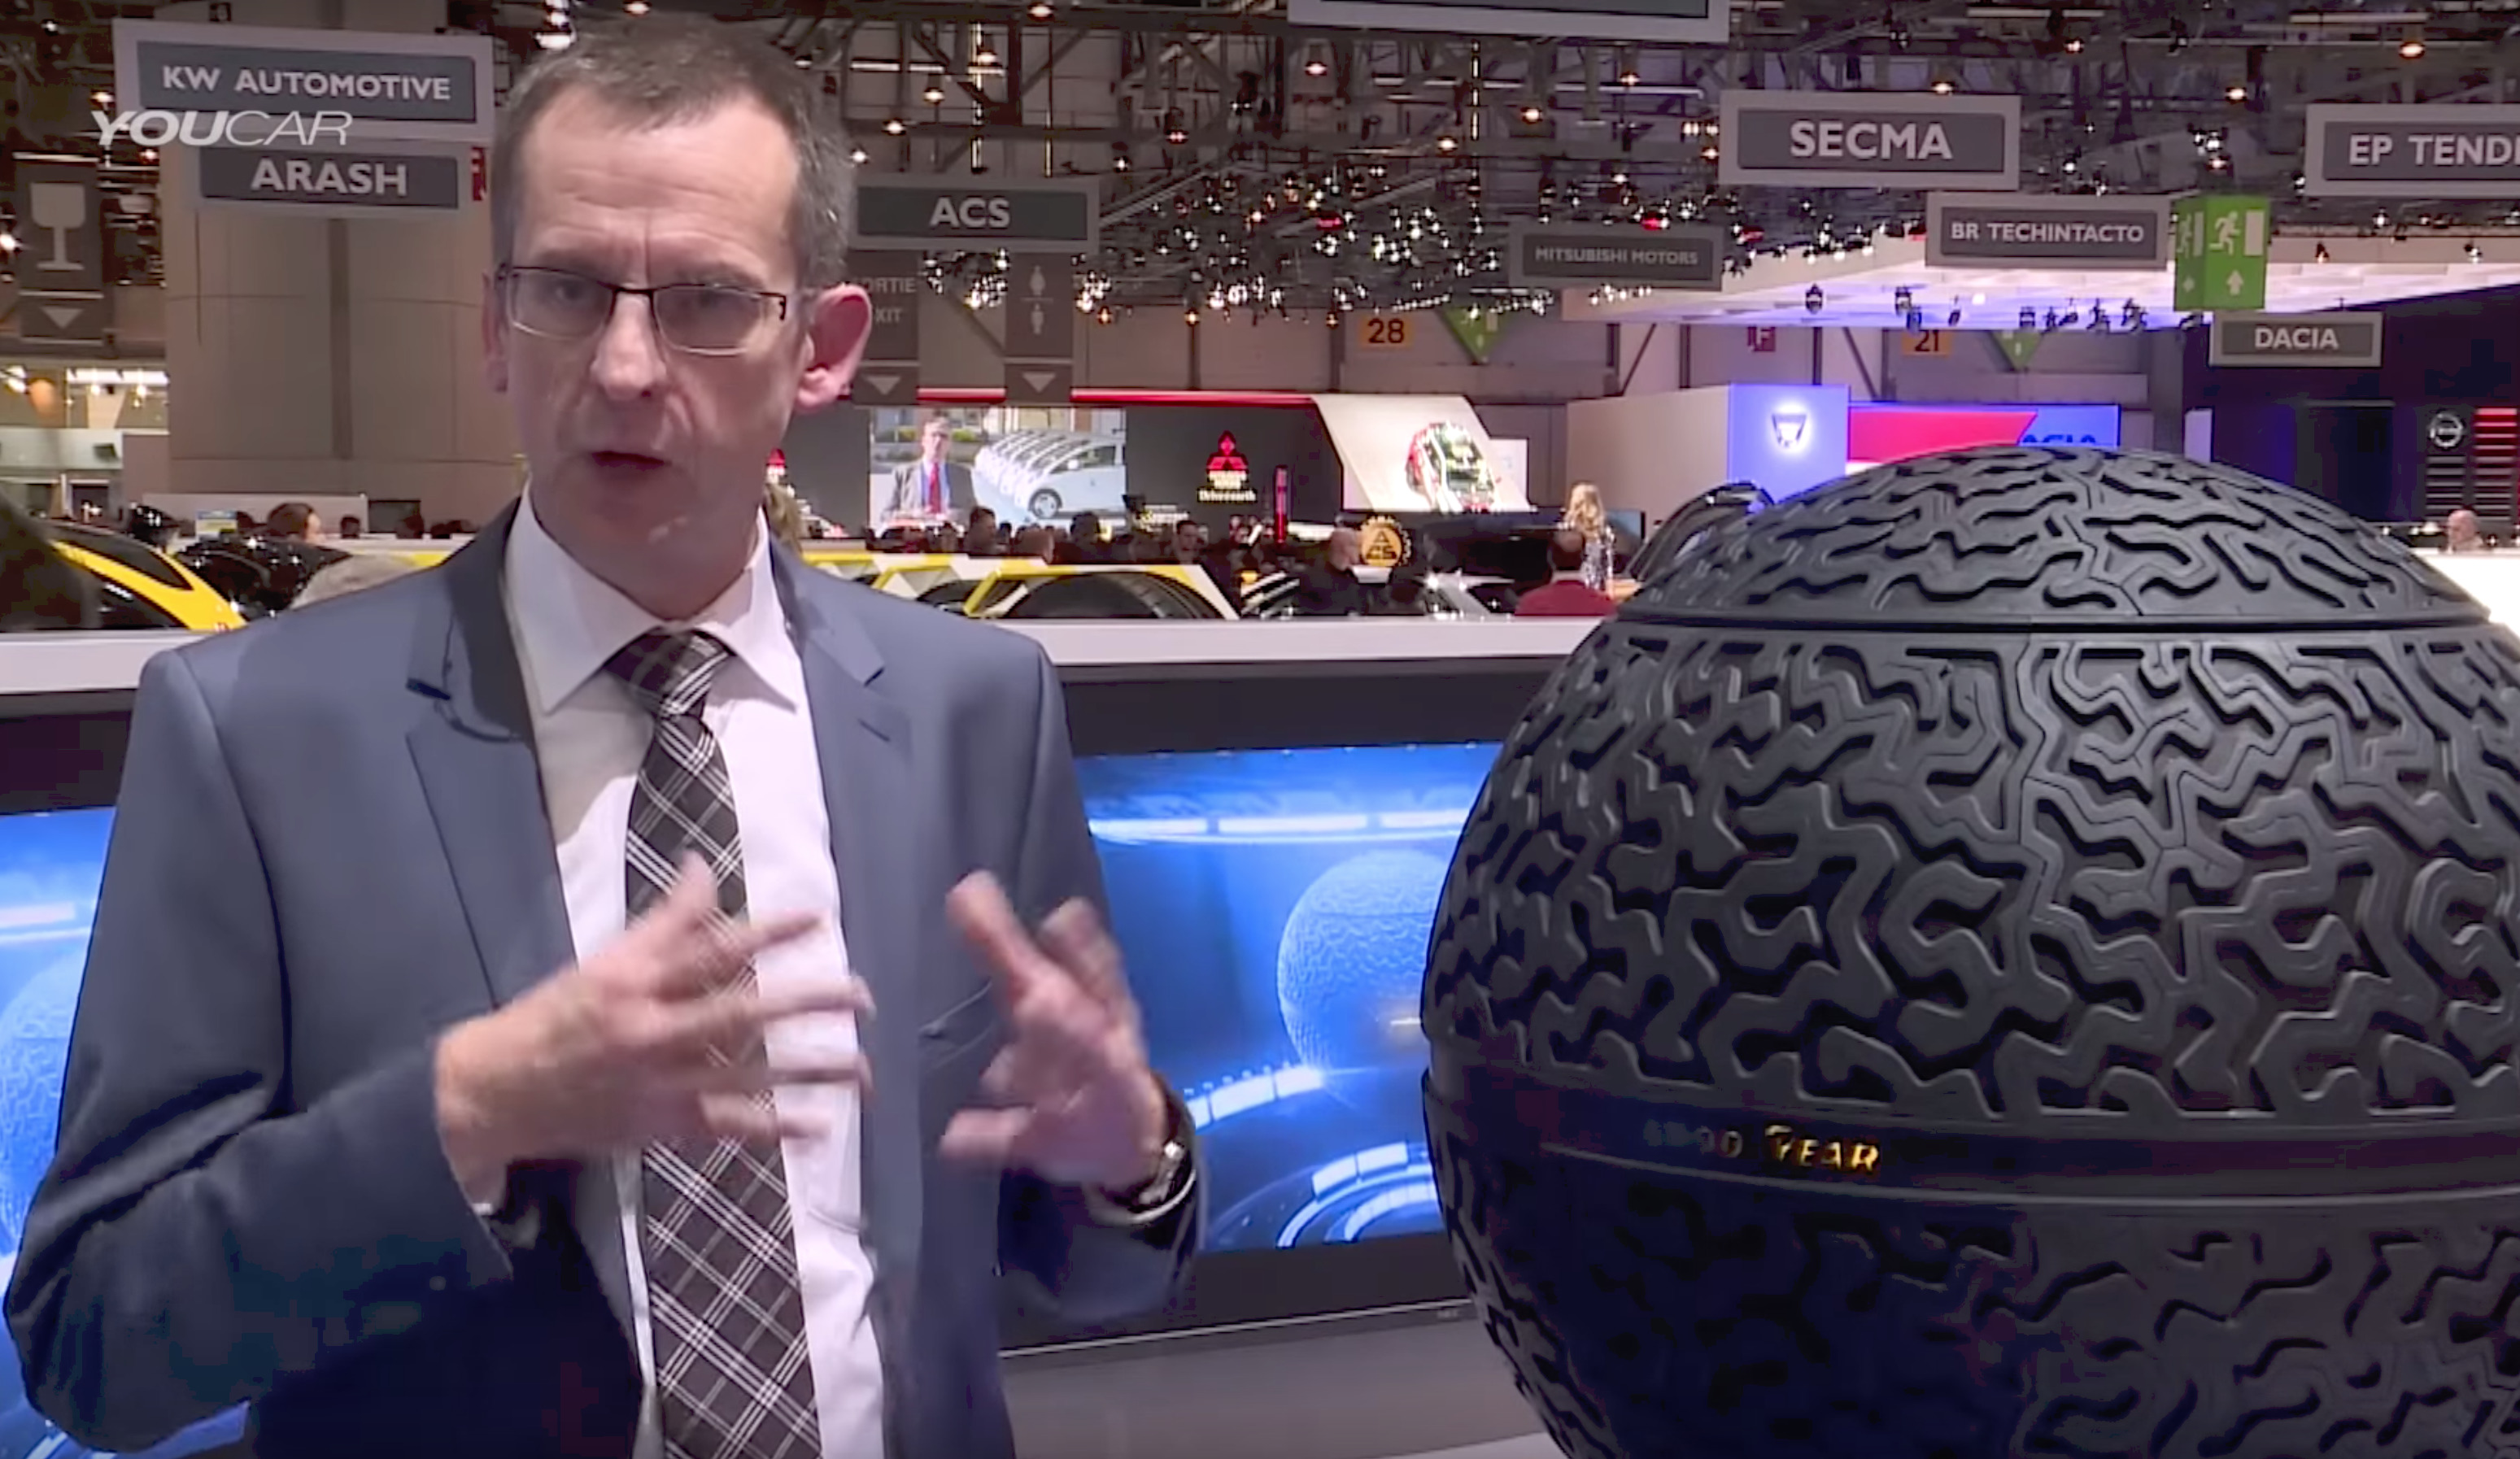 KW AUTOMOTIVE
YOUCAR
ARASH
ACS
SECMA
EP TEND
BR TECHINTACTO
MITSUBISHI MOTORS
ORTIE
XIT
28
21
DACIA
ACS
YEAR